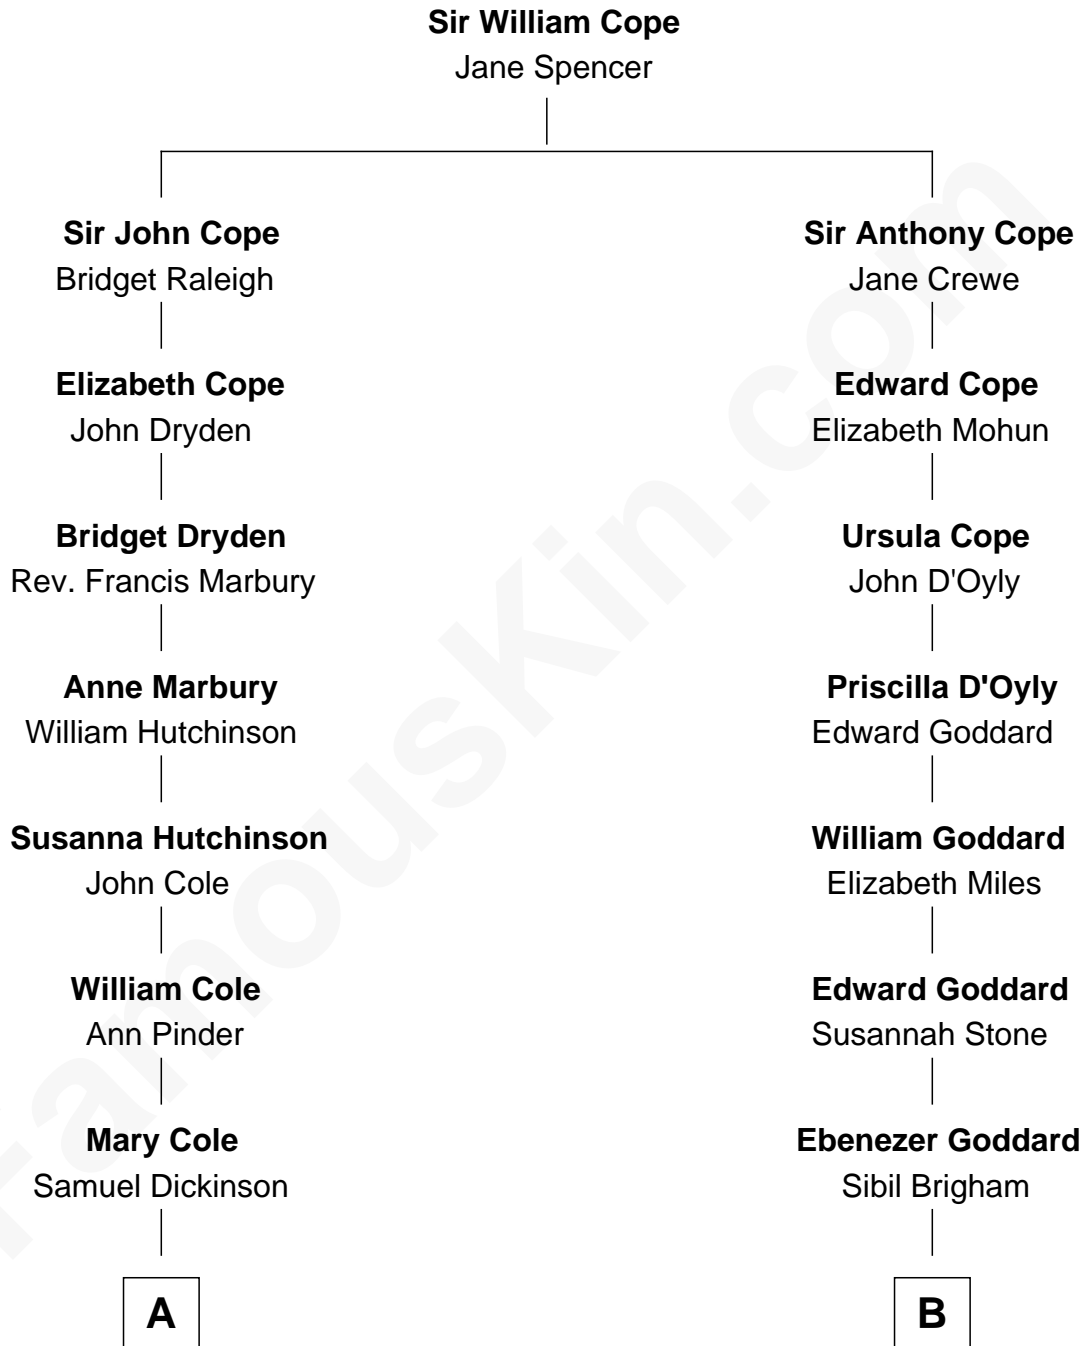 Sir William Cope
Jane Spencer
Sir John Cope
Bridget Raleigh
Sir Anthony Cope
Jane Crewe
Elizabeth Cope
John Dryden
Edward Cope
Elizabeth Mohun
Bridget Dryden
Rev. Francis Marbury
Ursula Cope
John D'Oyly
Anne Marbury
William Hutchinson
Priscilla D'Oyly
Edward Goddard
Susanna Hutchinson
John Cole
William Goddard
Elizabeth Miles
William Cole
Ann Pinder
Edward Goddard
Susannah Stone
Mary Cole
Samuel Dickinson
Ebenezer Goddard
Sibil Brigham
A
B
FamousKin.com